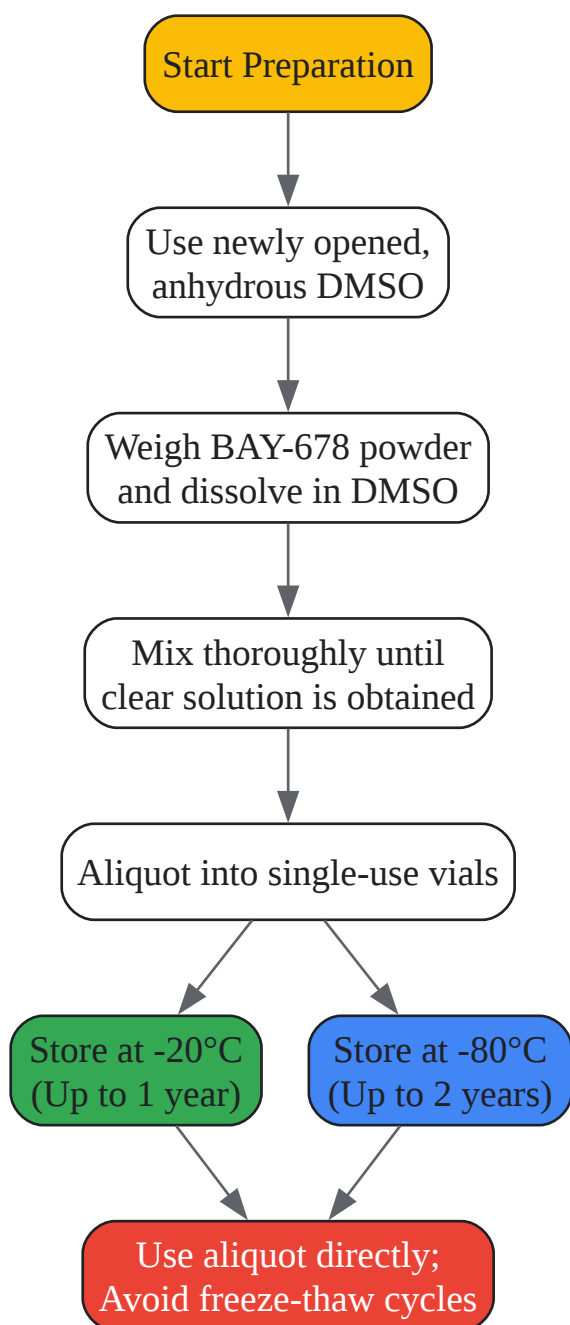 Start Preparation
Use newly opened,
anhydrous DMSO
Weigh BAY-678 powder
and dissolve in DMSO
Mix thoroughly until
clear solution is obtained
Aliquot into single-use vials
Store at -20°C
(Up to 1 year)
Store at -80°C
(Up to 2 years)
Use aliquot directly;
Avoid freeze-thaw cycles